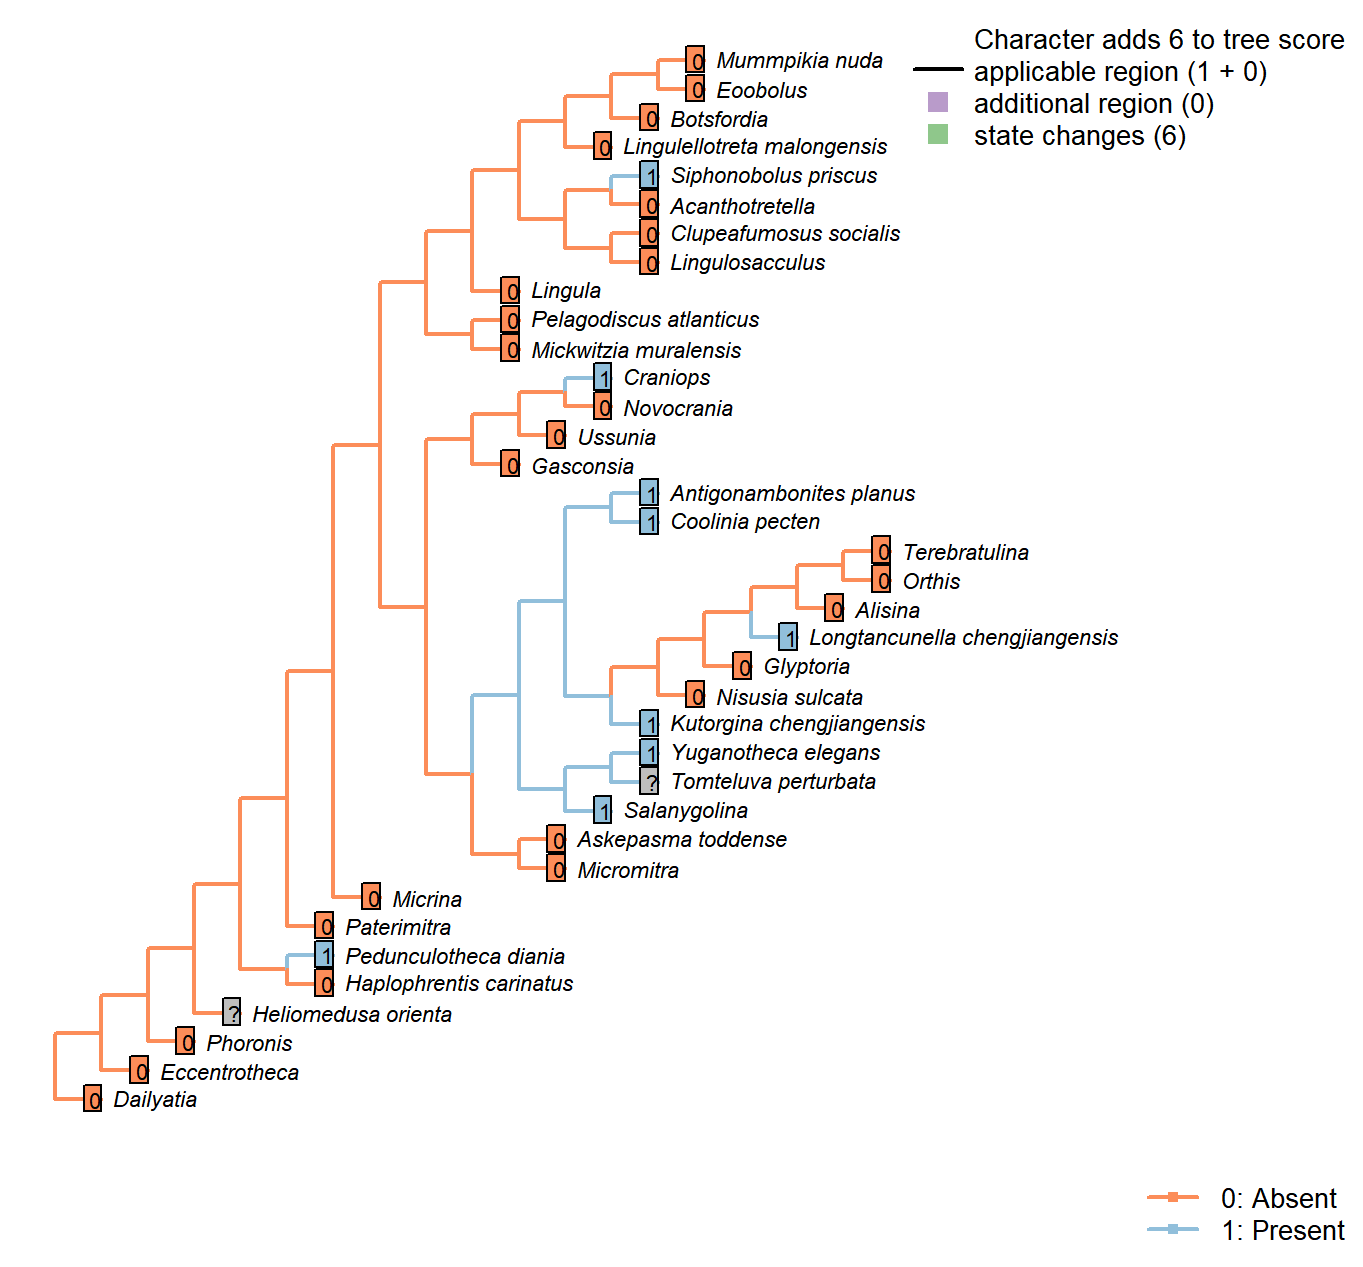 Character adds 6 to tree score
applicable region (1 + 0)
additional region (0)
state changes (6)
0 Mummpikia nuda
0 Eoobolus
0 Botsfordia
0 Lingulellotreta malongensis
1 Siphonobolus priscus
0 Acanthotretella
0 Clupeafumosus socialis
0 Lingulosacculus
0 Lingula
0 Pelagodiscus atlanticus
0 Mickwitzia muralensis
1 Craniops
0 Novocrania
0 Ussunia
0 Gasconsia
1 Antigonambonites planus
1 Coolinia pecten
0 Terebratulina
0 Orthis
0 Alisina
1 Longtancunella chengjiangensis
0 Glyptoria
0 Nisusia sulcata
1 Kutorgina chengjiangensis
1 Yuganotheca elegans
? Tomteluva perturbata
1 Salanygolina
0 Askepasma toddense
0 Micromitra
0 Micrina
0 Paterimitra
1 Pedunculotheca diania
0 Haplophrentis carinatus
? Heliomedusa orienta
0 Phoronis
0 Eccentrotheca
0 Dailyatia
0: Absent
1: Present